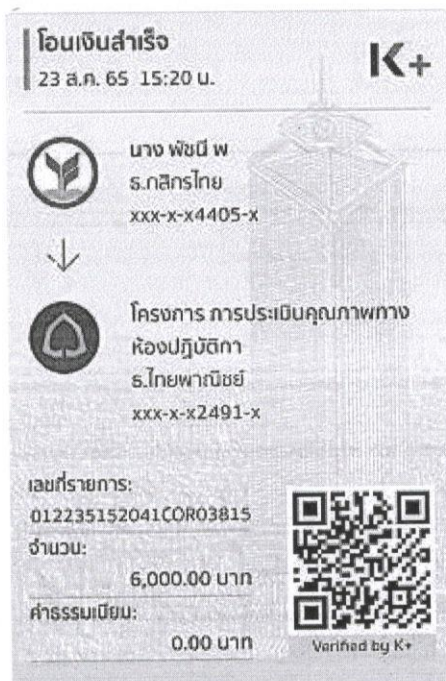 โอนเงินสำเร็จ
23 ส.ค. 65 15:20 น.
K+
นาง พัชนี พ
ธ.กสิกรไทย
xxx-x-x4405-x
โครงการ การประเมินคุณภาพทาง
ห้องปฏิบัติกา
ธ.ไทยพาณิชย์
xxx-x-x2491-x
เลขที่รายการ:
012235152041COR03815
จำนวน:
6,000.00 บาท
ค่าธรรมเนียม:
0.00 บาท
Verified by K+